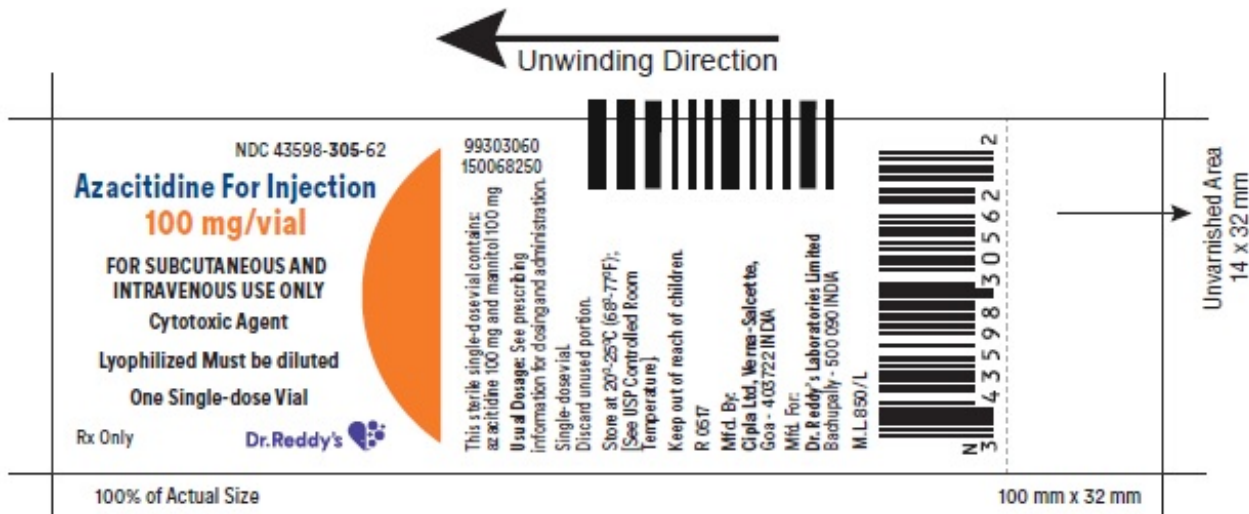 Unwinding Direction
NDC 43598-305-62
Azacitidine For Injection
100 mg/vial
FOR SUBCUTANEOUS AND
INTRAVENOUS USE ONLY
Cytotoxic Agent
Lyophilized Must be diluted
One Single-dose Vial
Rx Only
Dr.Reddy's
99303060
150068250
This sterile single-dose vial contains:
azacitidine 100 mg and mannitol 100 mg
Usual Dosage: See prescribing
information for dosing and administration.
Single-dose vial.
Discard unused portion.
Store at 20º-25ºC (68º-77ºF);
[See USP Controlled Room
Temperature].
Keep out of reach of children.
R 0517
Mfd. By:
Cipla Ltd, Verna-Salcette,
Goa - 403722 INDIA
Mfd. For:
Dr. Reddy's Laboratories Limited
Bachupally - 500 090 INDIA
M.L 850/L
N
3 43598 30562 2
Unvarnished Area
14 x 32 mm
100% of Actual Size
100 mm x 32 mm